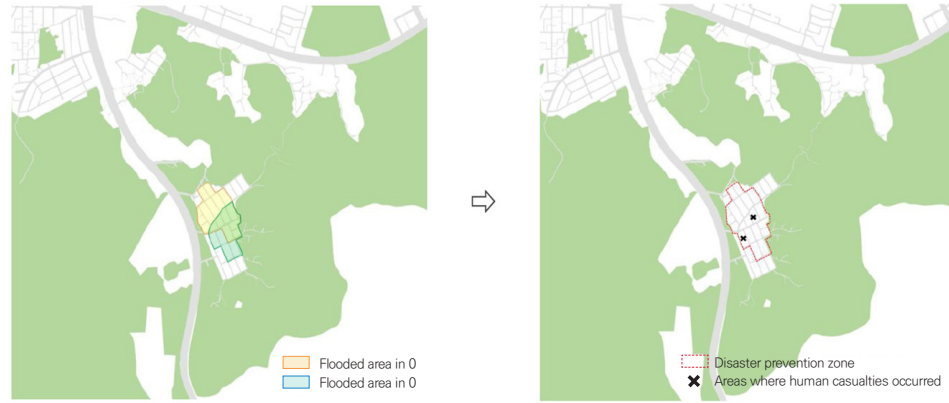 Flooded area in 0
Flooded area in 0
Disaster prevention zone
Areas where human casualties occurred